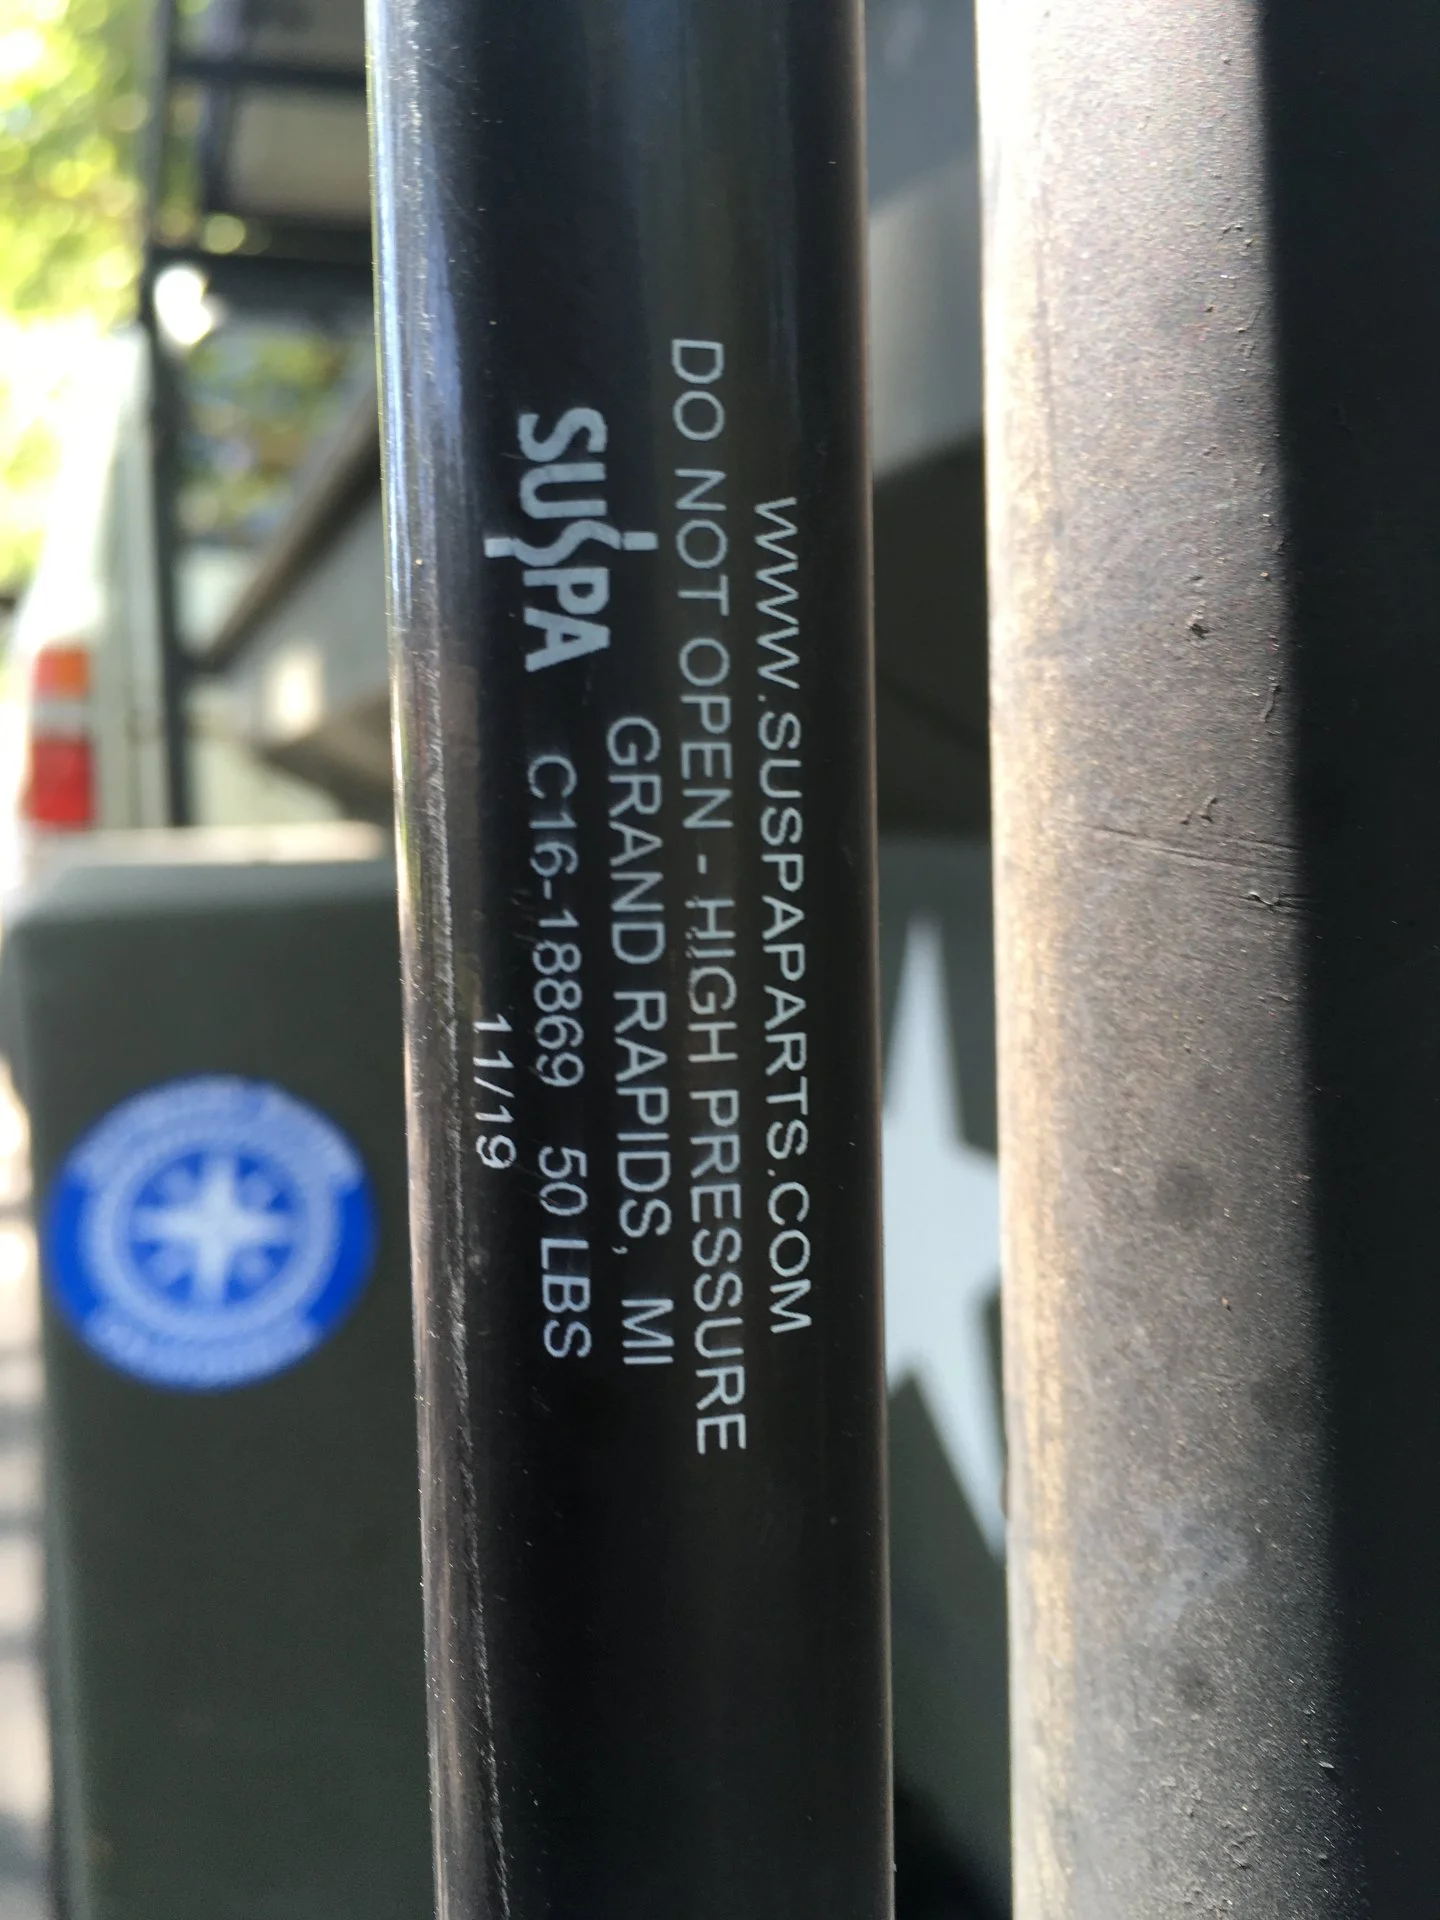 WWW.SUSPAPARTS.COM
DO NOT OPEN - HIGH PRESSURE
GRAND RAPIDS, MI
SUSPA C16-18869 50 LBS
11/19